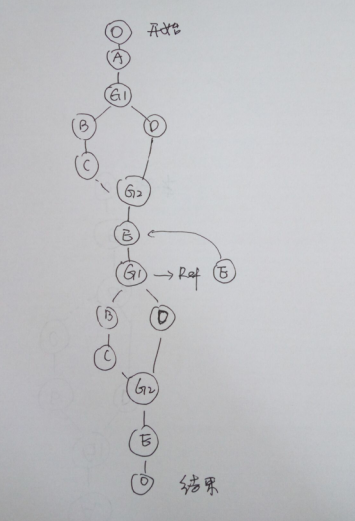 O 开始
A
G1
B D
C
G2
E
G1 → Ref E
B D
C
G2
E
O 结果